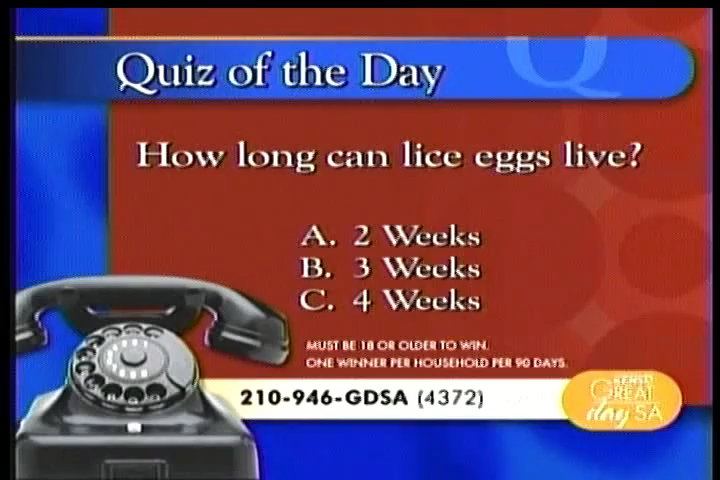 Quiz of the Day
How long can lice eggs live?
A. 2 Weeks
B. 3 Weeks
C. 4 Weeks
MUST BE 18 OR OLDER TO WIN.
ONE WINNER PER HOUSEHOLD PER 90 DAYS.
210-946-GDSA (4372)
GREAT
day SA